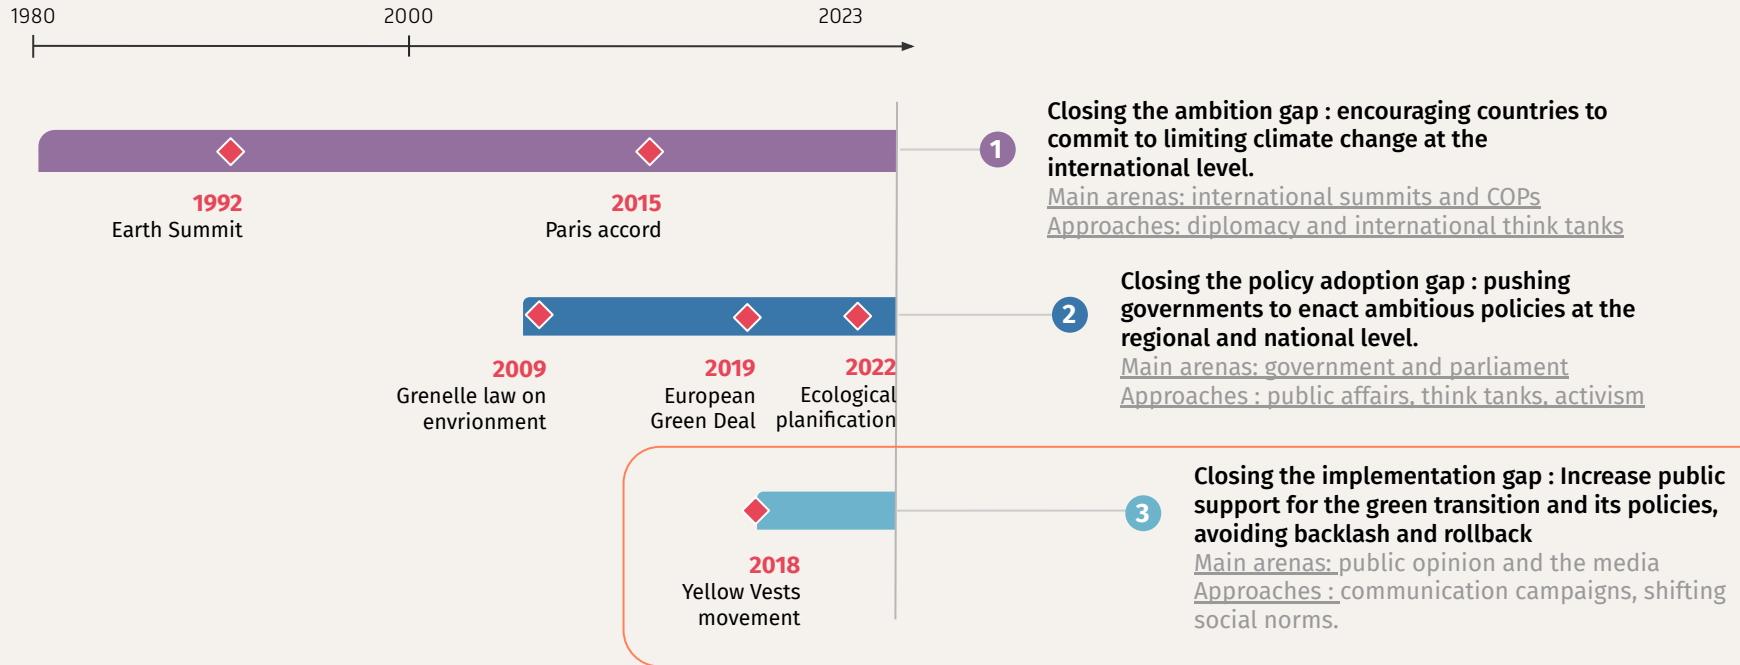 1980
2000
2023
1
Closing the ambition gap : encouraging countries to
commit to limiting climate change at the
international level.
Main arenas: international summits and COPs
Approaches: diplomacy and international think tanks
1992
Earth Summit
2015
Paris accord
2
Closing the policy adoption gap : pushing
governments to enact ambitious policies at the
regional and national level.
Main arenas: government and parliament
Approaches : public affairs, think tanks, activism
2009
Grenelle law on
envrionment
2019
European
Green Deal
2022
Ecological
planification
3
Closing the implementation gap : Increase public
support for the green transition and its policies,
avoiding backlash and rollback
Main arenas: public opinion and the media
Approaches : communication campaigns, shifting
social norms.
2018
Yellow Vests
movement